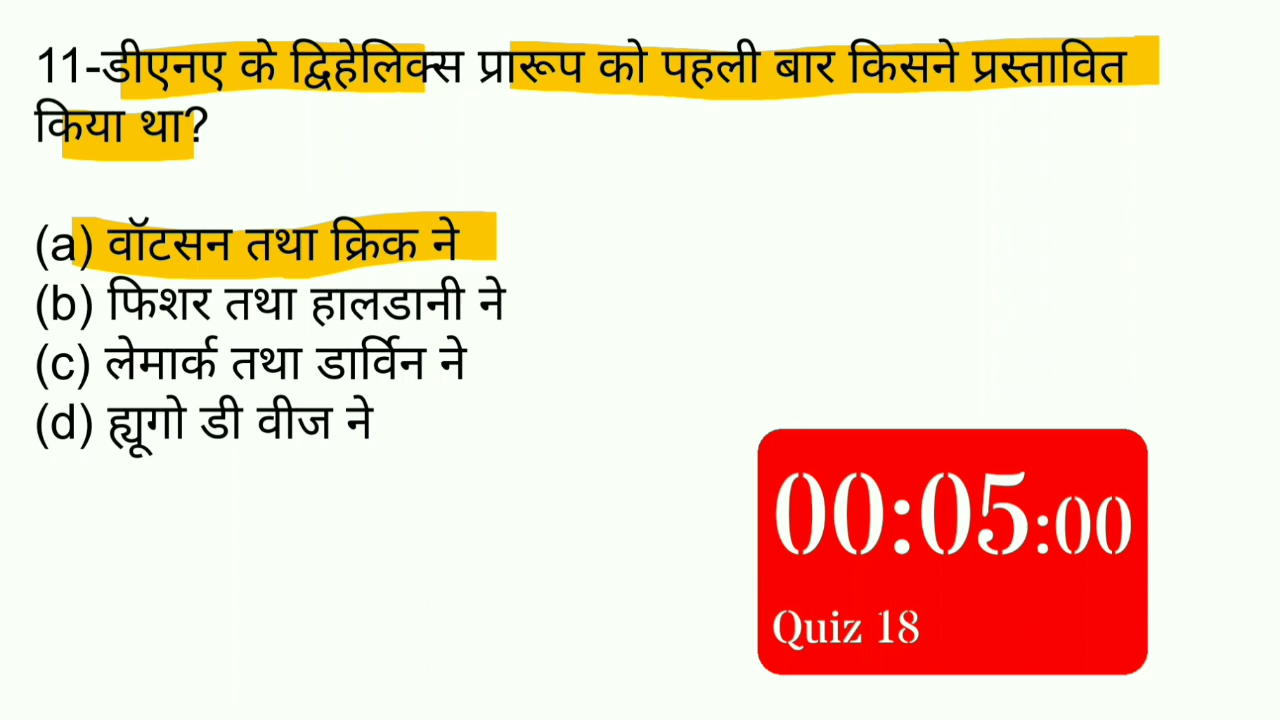 11-डीएनए के द्विहेलिक्स प्रारूप को पहली बार किसने प्रस्तावित
किया था?
(a) वॉटसन तथा क्रिक ने
(b) फिशर तथा हालडानी ने
(c) लेमार्क तथा डार्विन ने
(d) ह्यूगो डी वीज ने
00:05:00
Quiz 18